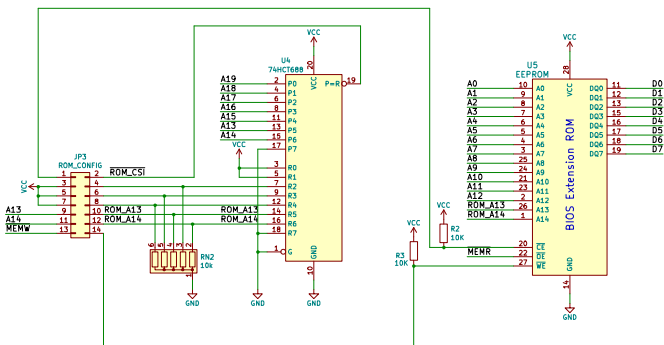 VCC
U4
74HCT688
20
VCC
A19 2 P0 P=R 19
A18 4 P1
A17 6 P2
A16 8 P3
A15 11 P4
A13 13 P5
A14 15 P6
17 P7
VCC
3 R0
5 R1
7 R2
9 R3
12 R4
14 R5
16 R6
18 R7
1 G
GND
10
GND
GND
JP3
ROM_CONFIG
1 2 ROM_CSI
VCC 3 4
5 6
7 8
A13 9 10 ROM_A13 ROM_A13
A14 11 12 ROM_A14 ROM_A14
MEMW 13 14
6 5 4 3 2
RN2
10k
1
GND
VCC
R3
10K
VCC
R2
10K
VCC
U5
EEPROM
28
VCC
A0 10 A0 DQ0 11 D0
A1 9 A1 DQ1 12 D1
A2 8 A2 DQ2 13 D2
A3 7 A3 DQ3 15 D3
A4 6 A4 DQ4 16 D4
A5 5 A5 DQ5 17 D5
A6 4 A6 DQ6 18 D6
A7 3 A7 DQ7 19 D7
A8 25 A8
A9 24 A9
A10 21 A10
A11 23 A11
A12 2 A12
ROM_A13 26 A13
ROM_A14 1 A14
BIOS Extension ROM
20 CE
MEMR 22 OE
27 WE
GND
14
GND